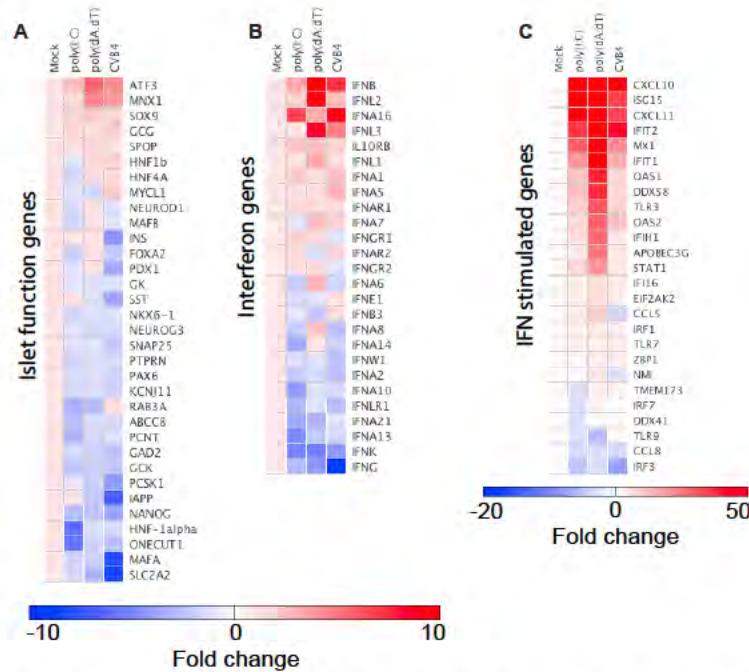 A
Mock
poly(I:C)
poly(dA:dT)
CVB4
Islet function genes
ATF3
MNX1
SOX9
GCG
SPOP
HNF1b
HNF4A
MYCL1
NEUROD1
MAFB
INS
FOXA2
PDX1
GK
SST
NKX6-1
NEUROG3
SNAP25
PTPRN
PAX6
KCNJ11
RAB3A
ABCC8
PCNT
GAD2
GCK
PCSK1
IAPP
NANOG
HNF-1alpha
ONECUT1
MAFA
SLC2A2
-10
0
10
Fold change
B
Mock
poly(I:C)
poly(dA:dT)
CVB4
Interferon genes
IFNB
IFNL2
IFNA16
IFNL3
IL10RB
IFNL1
IFNA1
IFNA5
IFNAR1
IFNA7
IFNGR1
IFNAR2
IFNGR2
IFNA6
IFNE1
IFNB3
IFNA8
IFNA14
IFNW1
IFNA2
IFNA10
IFNLR1
IFNA21
IFNA13
IFNK
IFNG
C
Mock
poly(I:C)
poly(dA:dT)
CVB4
IFN stimulated genes
CXCL10
ISG15
CXCL11
IFIT2
MX1
IFIT1
OAS1
DDX58
TLR3
OAS2
IFIH1
APOBEC3G
STAT1
IFI16
EIF2AK2
CCL5
IRF1
TLR7
ZBP1
NMI
TMEM173
IRF7
DDX41
TLR9
CCL8
IRF3
-20
0
50
Fold change